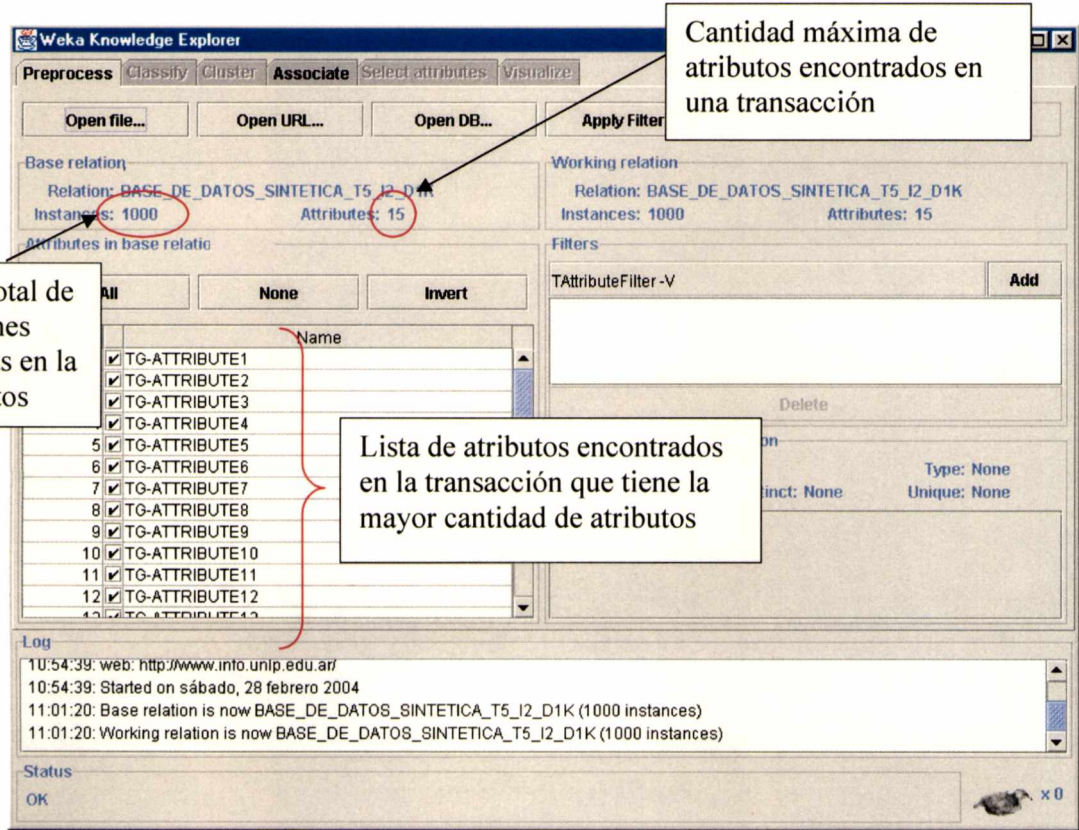 Weka Knowledge Explorer
Cantidad máxima de
atributos encontrados en
una transacción
Preprocess Classify Cluster Associate Select attributes Visualize
Open file... Open URL... Open DB... Apply Filter
Base relation
Relation: BASE_DE_DATOS_SINTETICA_T5_I2_D1K
Instances: 1000 Attributes: 15
Working relation
Relation: BASE_DE_DATOS_SINTETICA_T5_I2_D1K
Instances: 1000 Attributes: 15
Attributes in base relatio
All None Invert
Name
TG-ATTRIBUTE1
TG-ATTRIBUTE2
TG-ATTRIBUTE3
TG-ATTRIBUTE4
5 TG-ATTRIBUTE5
6 TG-ATTRIBUTE6
7 TG-ATTRIBUTE7
8 TG-ATTRIBUTE8
9 TG-ATTRIBUTE9
10 TG-ATTRIBUTE10
11 TG-ATTRIBUTE11
12 TG-ATTRIBUTE12
otal de
nes
s en la
tos
Lista de atributos encontrados
en la transacción que tiene la
mayor cantidad de atributos
Filters
TAttributeFilter -V Add
Delete
on
Type: None
inct: None Unique: None
Log
10:54:39: web: http://www.info.unlp.edu.ar/
10:54:39: Started on sábado, 28 febrero 2004
11:01:20: Base relation is now BASE_DE_DATOS_SINTETICA_T5_I2_D1K (1000 instances)
11:01:20: Working relation is now BASE_DE_DATOS_SINTETICA_T5_I2_D1K (1000 instances)
Status
OK
x 0